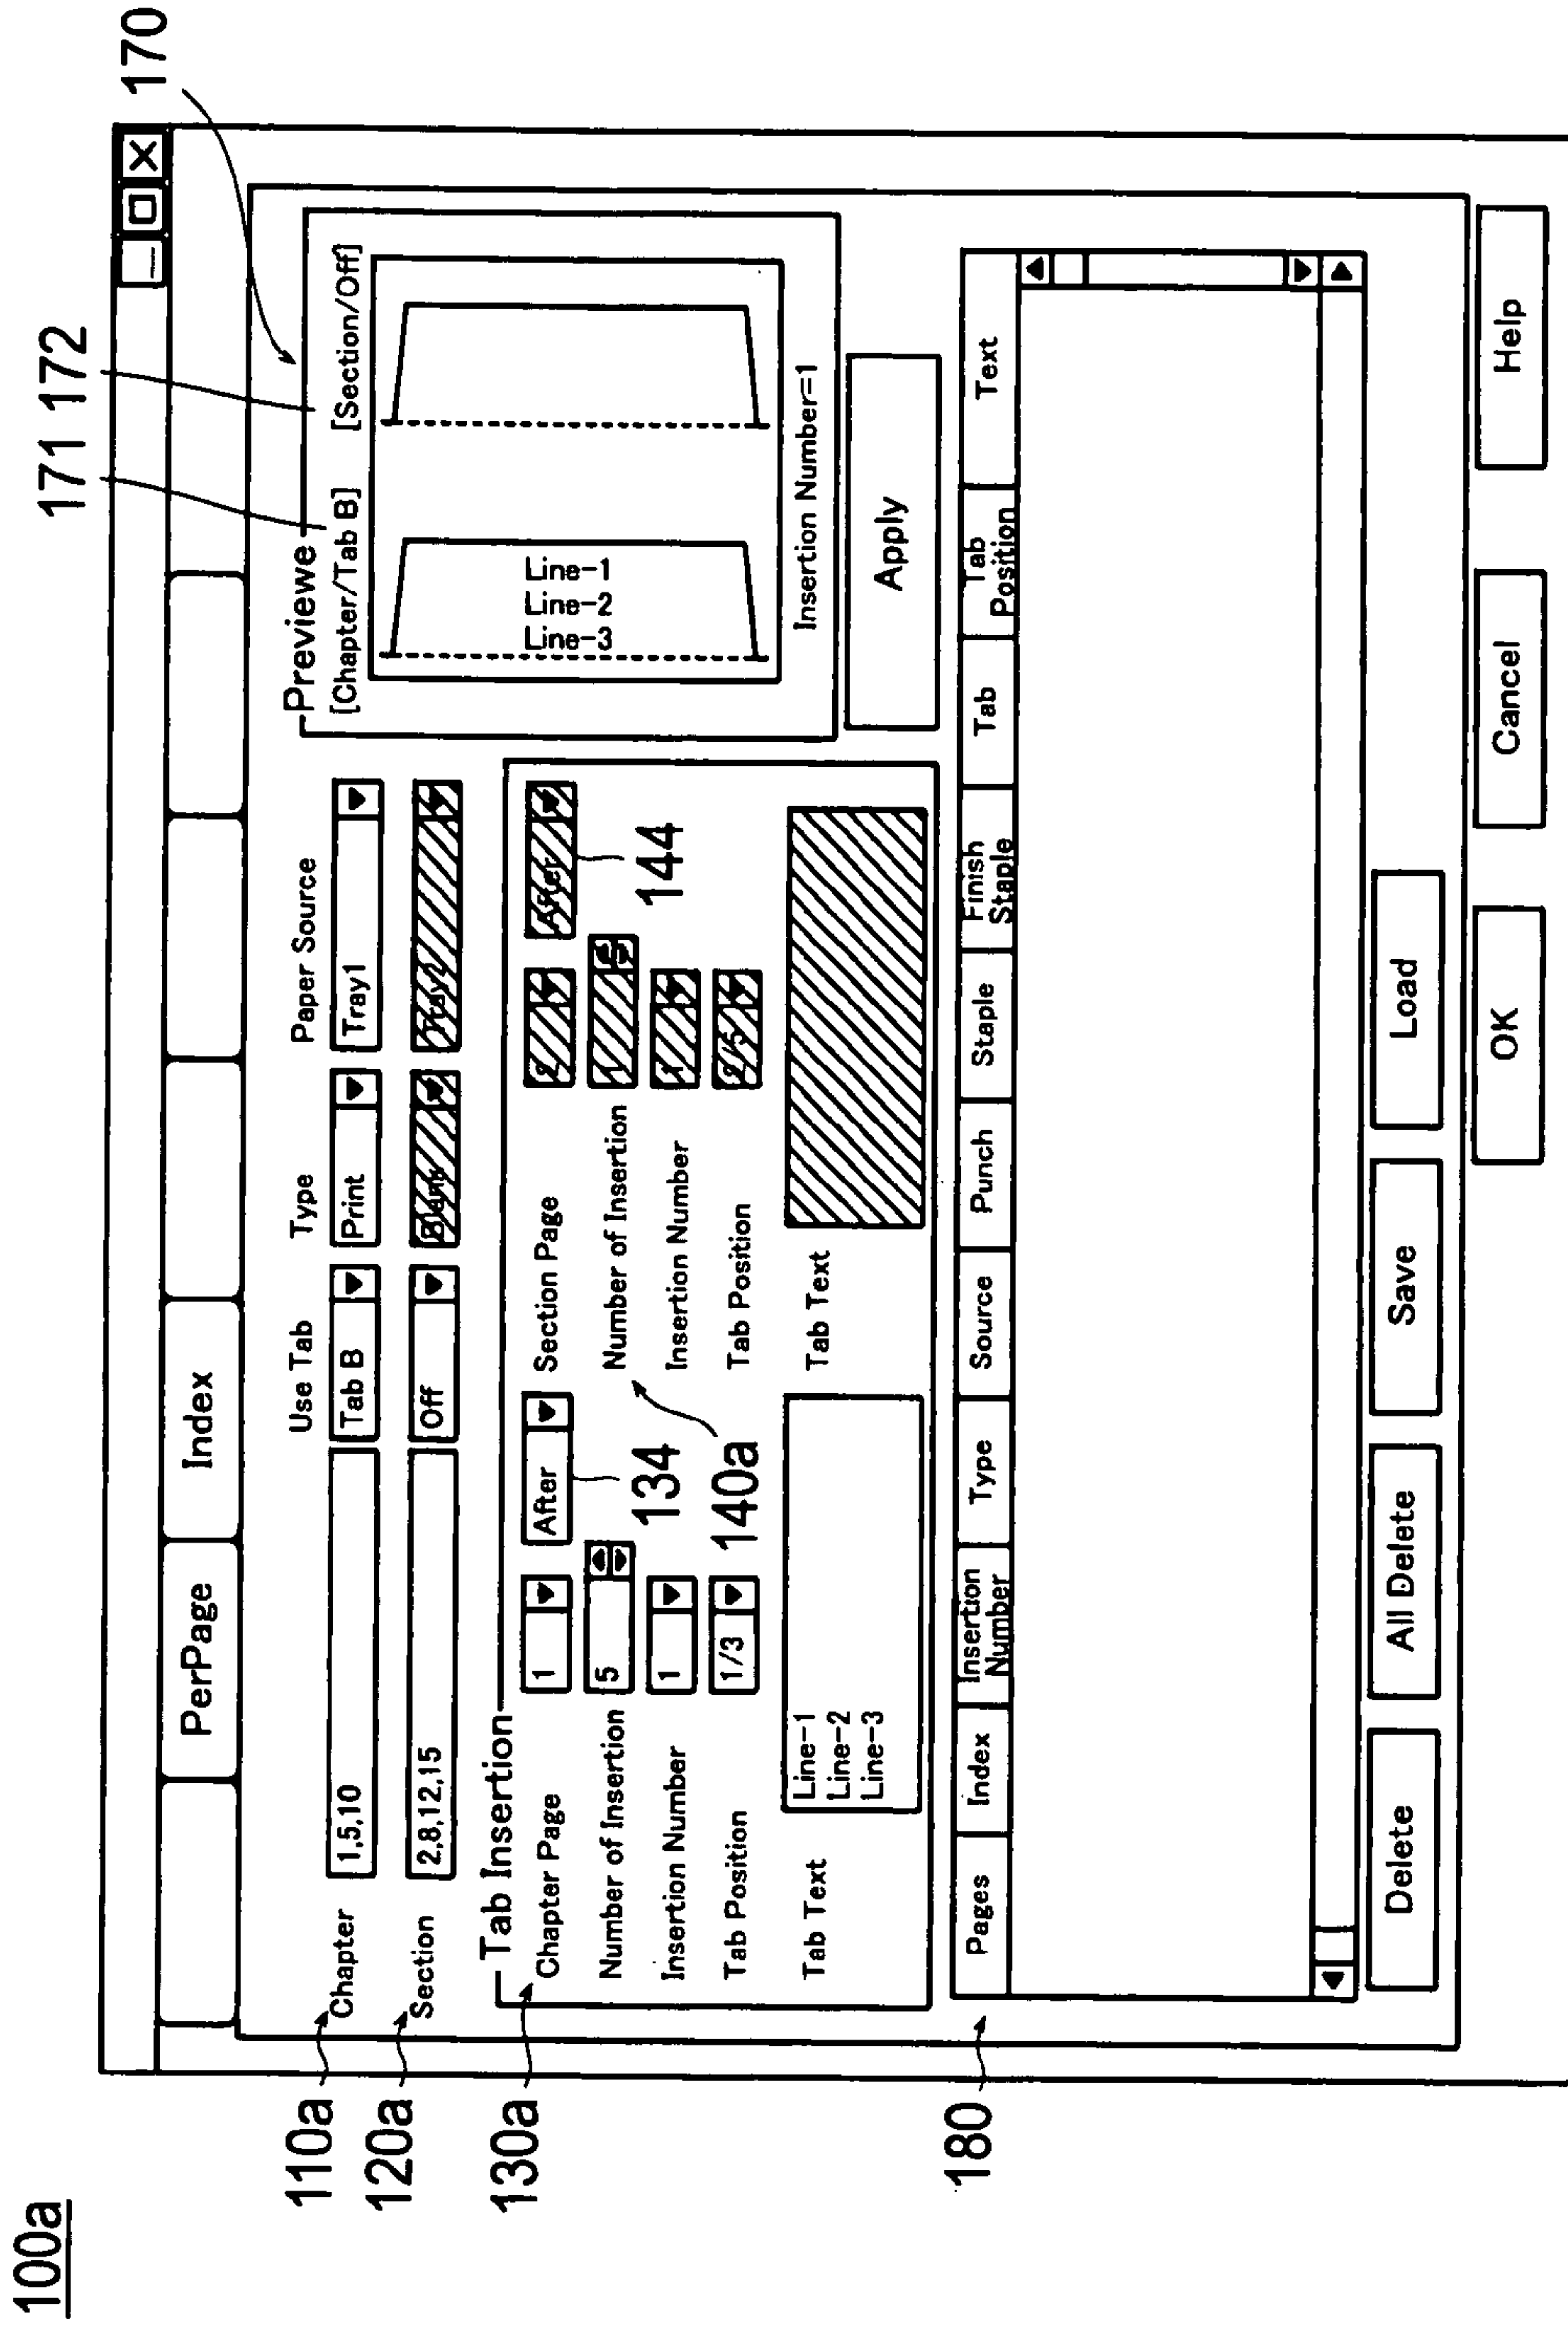 100a
170
171 172
PerPage
Index
Use Tab
Type
Paper Source
110a
Chapter
1,5,10
Tab B
Print
Tray1
120a
Section
2,8,12,15
Off
Blank
Tray2
Previewe
[Chapter/Tab B]
[Section/Off]
Line-1
Line-2
Line-3
Insertion Number=1
Apply
Tab Insertion
130a
Chapter Page
1
After
134
Number of Insertion
5
Insertion Number
1
Tab Position
1/3
Tab Text
Line-1
Line-2
Line-3
140a
Section Page
2
After
144
Number of Insertion
1
Insertion Number
1
Tab Position
2/5
Tab Text
180
Pages
Index
Insertion Number
Type
Source
Punch
Staple
Finish Staple
Tab
Tab Position
Text
Delete
All Delete
Save
Load
OK
Cancel
Help